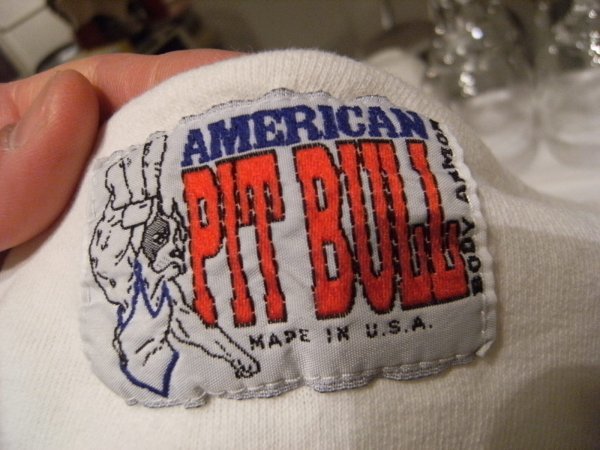 AMERICAN
PIT BULL
BODY ARMOR
MADE IN U.S.A.